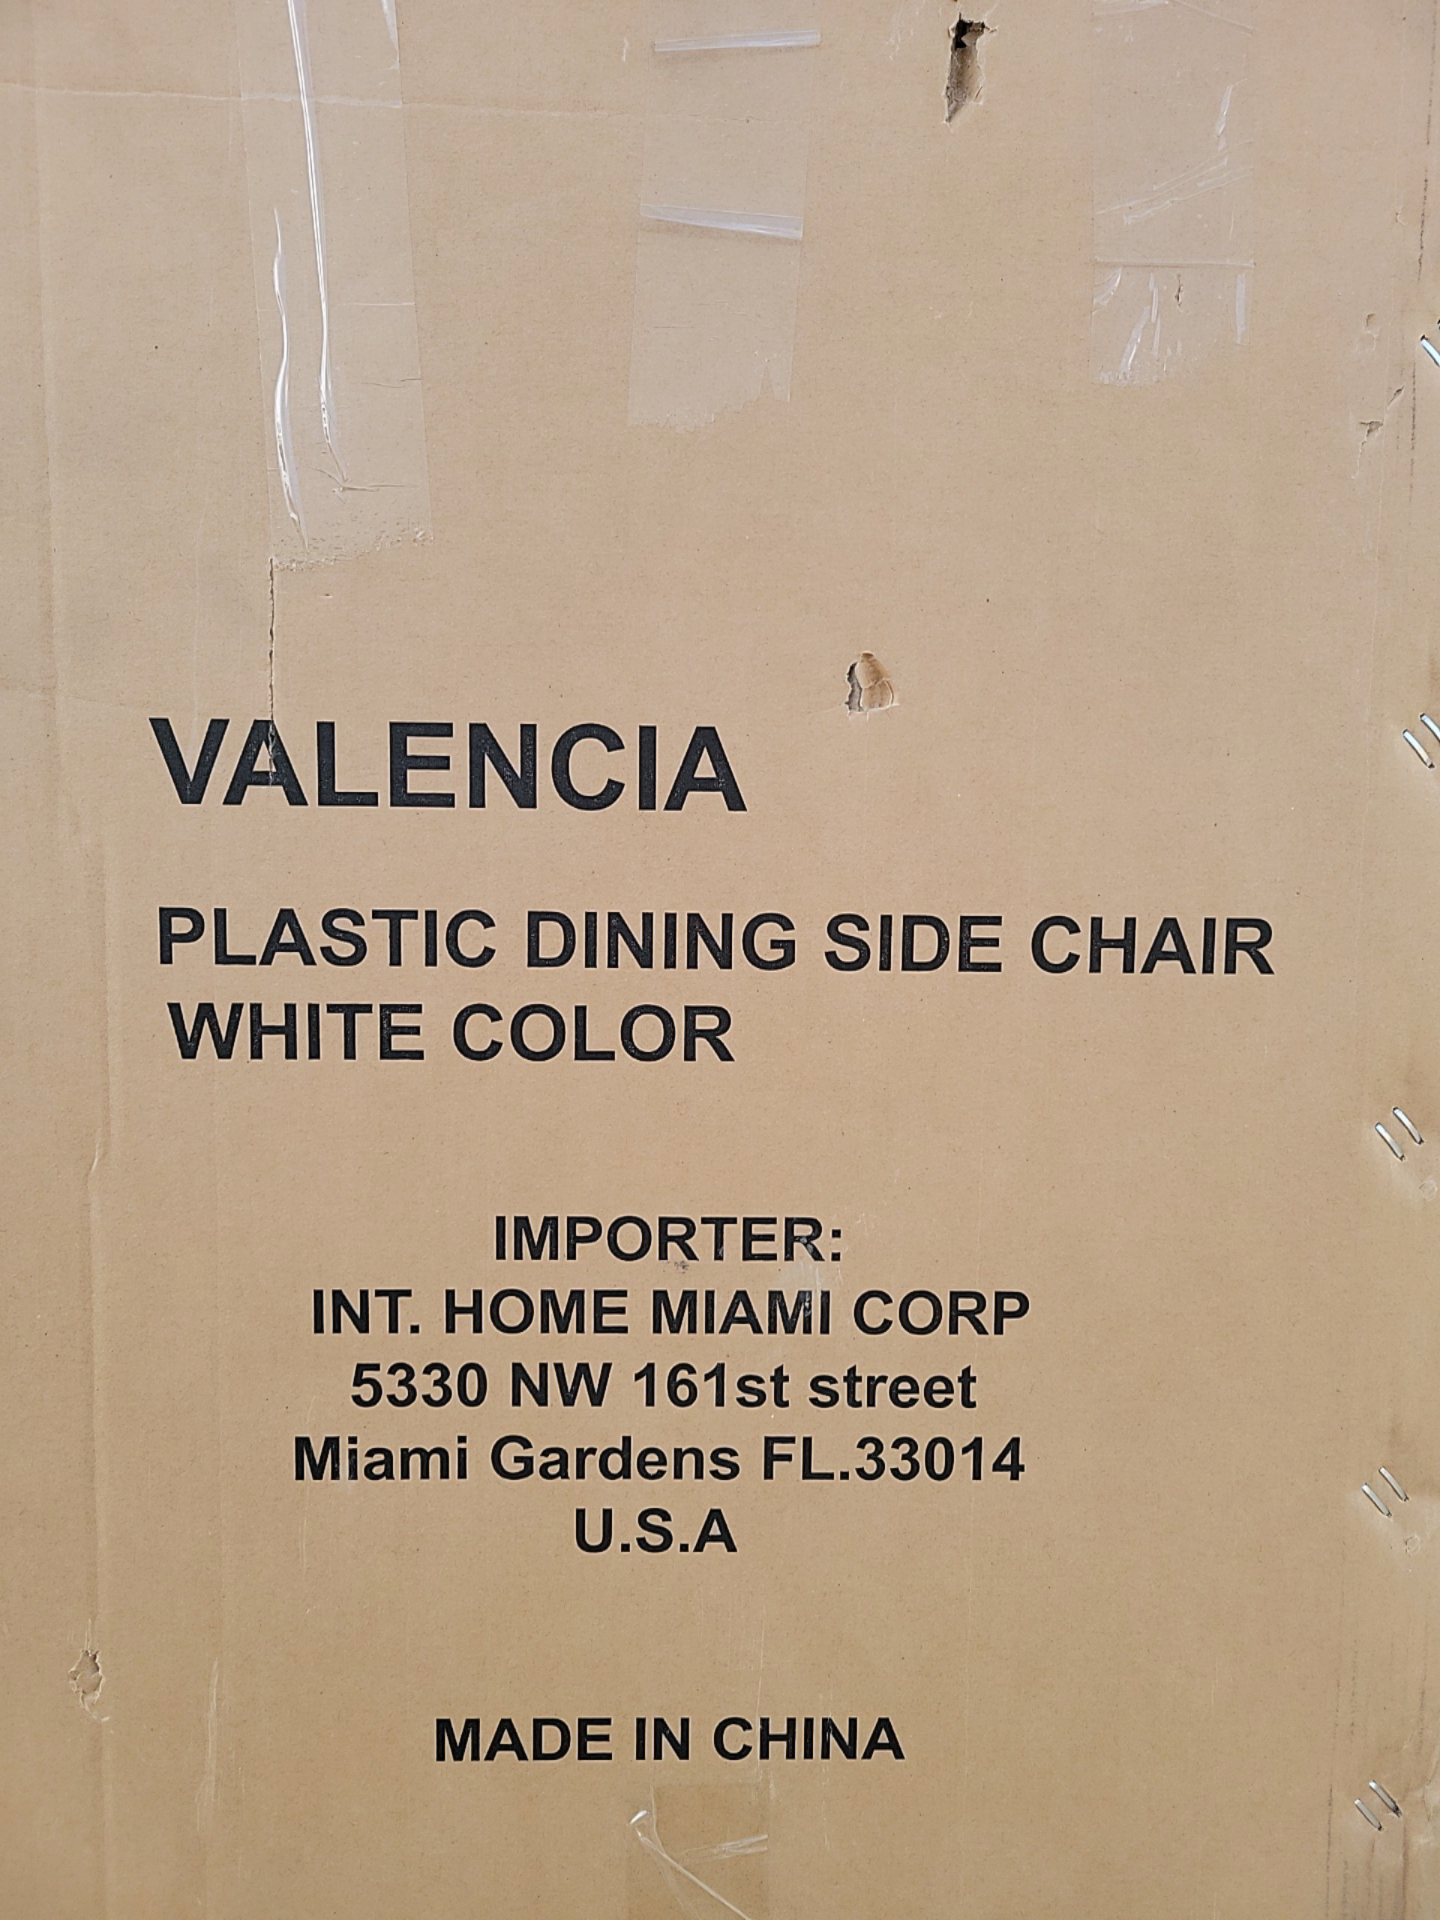 VALENCIA
PLASTIC DINING SIDE CHAIR
WHITE COLOR
IMPORTER:
INT. HOME MIAMI CORP
5330 NW 161st street
Miami Gardens FL.33014
U.S.A
MADE IN CHINA